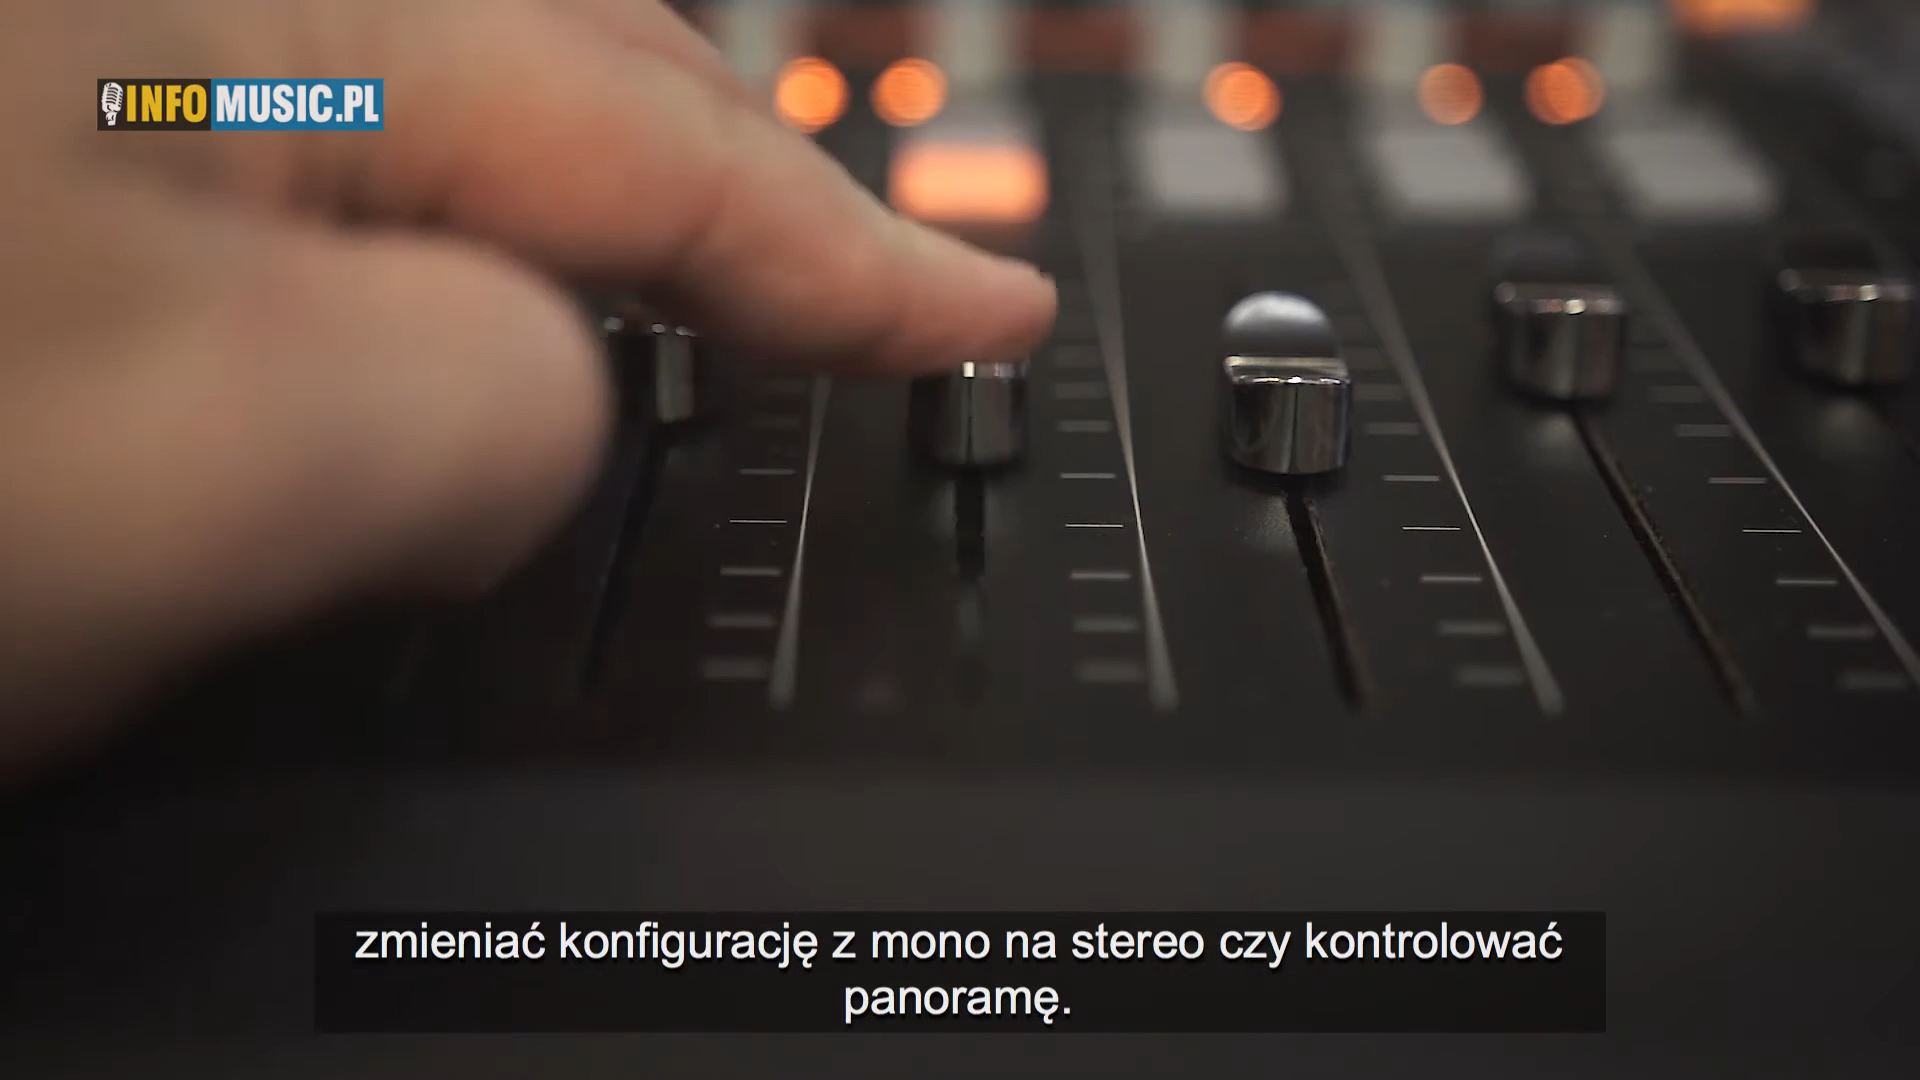 INFOMUSIC.PL
zmieniać konfigurację z mono na stereo czy kontrolować
panoramę.